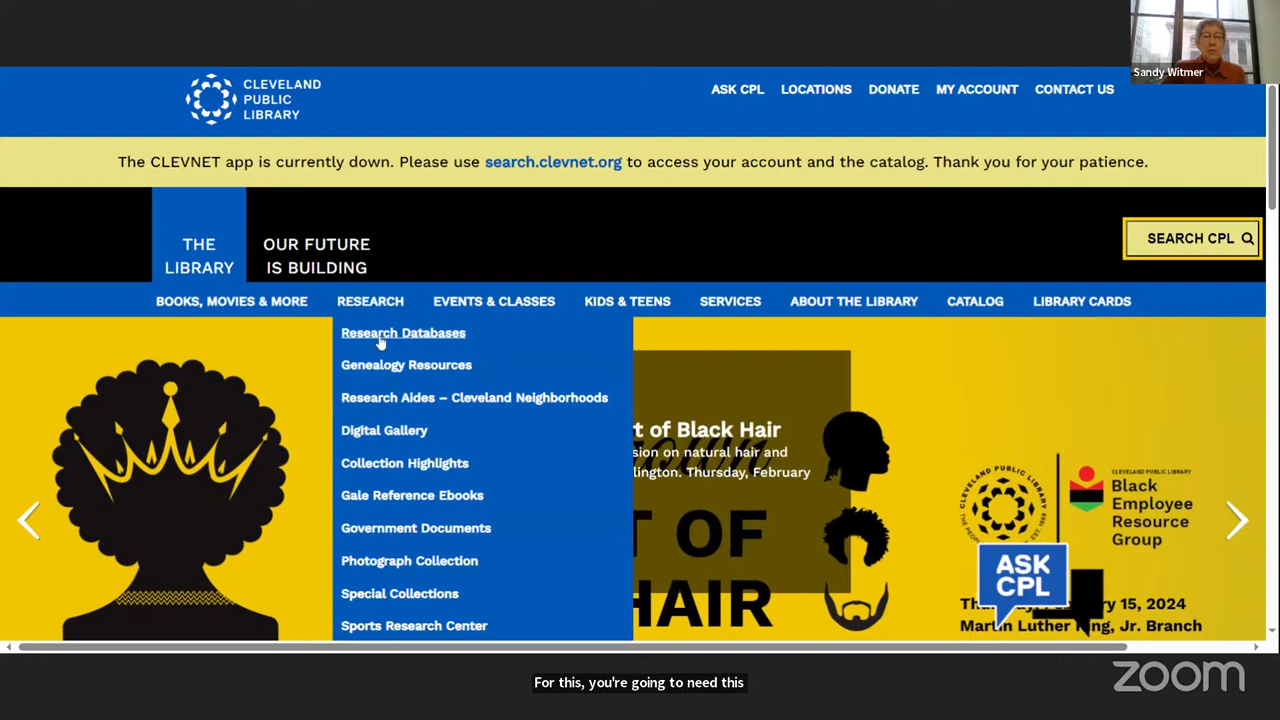 Sandy Witmer
CLEVELAND
PUBLIC
LIBRARY
ASK CPL LOCATIONS DONATE MY ACCOUNT CONTACT US
The CLEVNET app is currently down. Please use search.clevnet.org to access your account and the catalog. Thank you for your patience.
THE
LIBRARY
OUR FUTURE
IS BUILDING
SEARCH CPL
BOOKS, MOVIES & MORE RESEARCH EVENTS & CLASSES KIDS & TEENS SERVICES ABOUT THE LIBRARY CATALOG LIBRARY CARDS
Research Databases
Genealogy Resources
Research Aides – Cleveland Neighborhoods
Digital Gallery
Collection Highlights
Gale Reference Ebooks
Government Documents
Photograph Collection
Special Collections
Sports Research Center
t of Black Hair
sion on natural hair and
lington. Thursday, February
T OF
HAIR
CLEVELAND PUBLIC LIBRARY
Black
Employee
Resource
Group
ASK
CPL
15, 2024
Martin Luther King, Jr. Branch
For this, you're going to need this
zoom